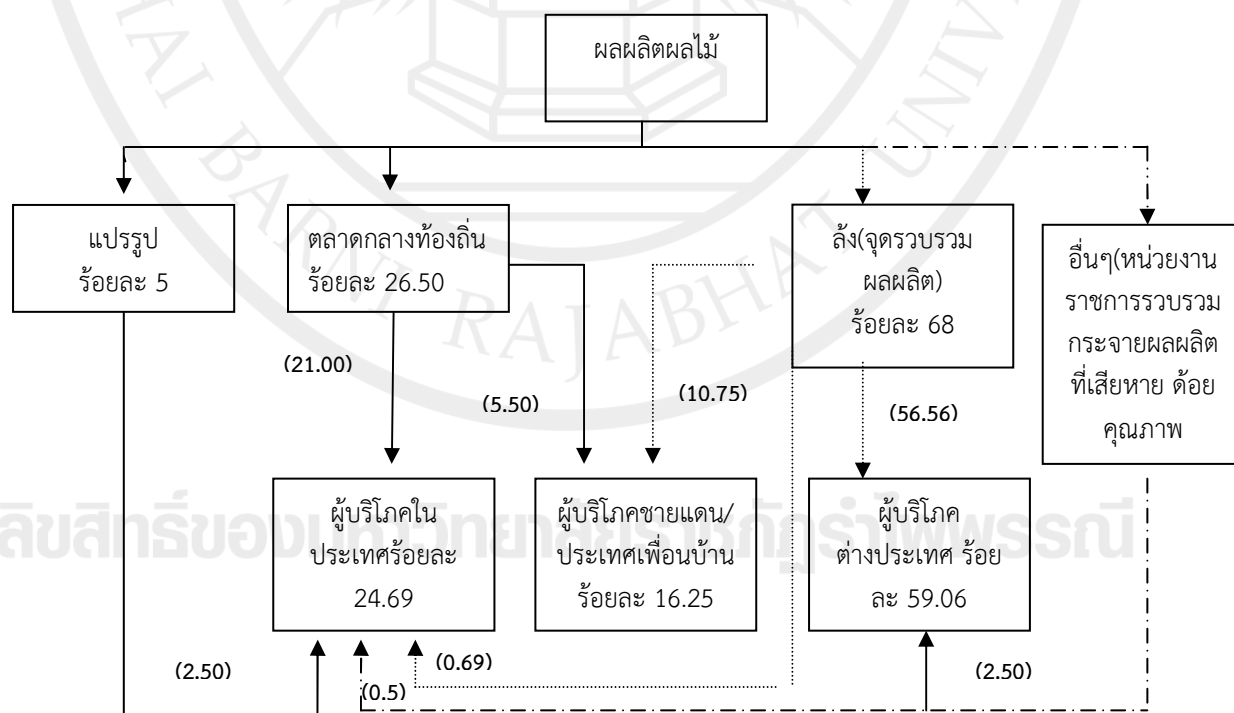 ผลผลิตผลไม้
แปรรูป
ร้อยละ 5
ตลาดกลางท้องถิ่น
ร้อยละ 26.50
ล้ง(จุดรวบรวม
ผลผลิต)
ร้อยละ 68
อื่นๆ(หน่วยงาน
ราชการรวบรวม
กระจายผลผลิต
ที่เสียหาย ด้อย
คุณภาพ
(21.00)
(5.50)
(10.75)
(56.56)
ผู้บริโภคใน
ประเทศร้อยละ
24.69
ผู้บริโภคชายแดน/
ประเทศเพื่อนบ้าน
ร้อยละ 16.25
ผู้บริโภค
ต่างประเทศ ร้อย
ละ 59.06
(2.50)
(0.5)
(0.69)
(2.50)
BARNI RAJABHAT